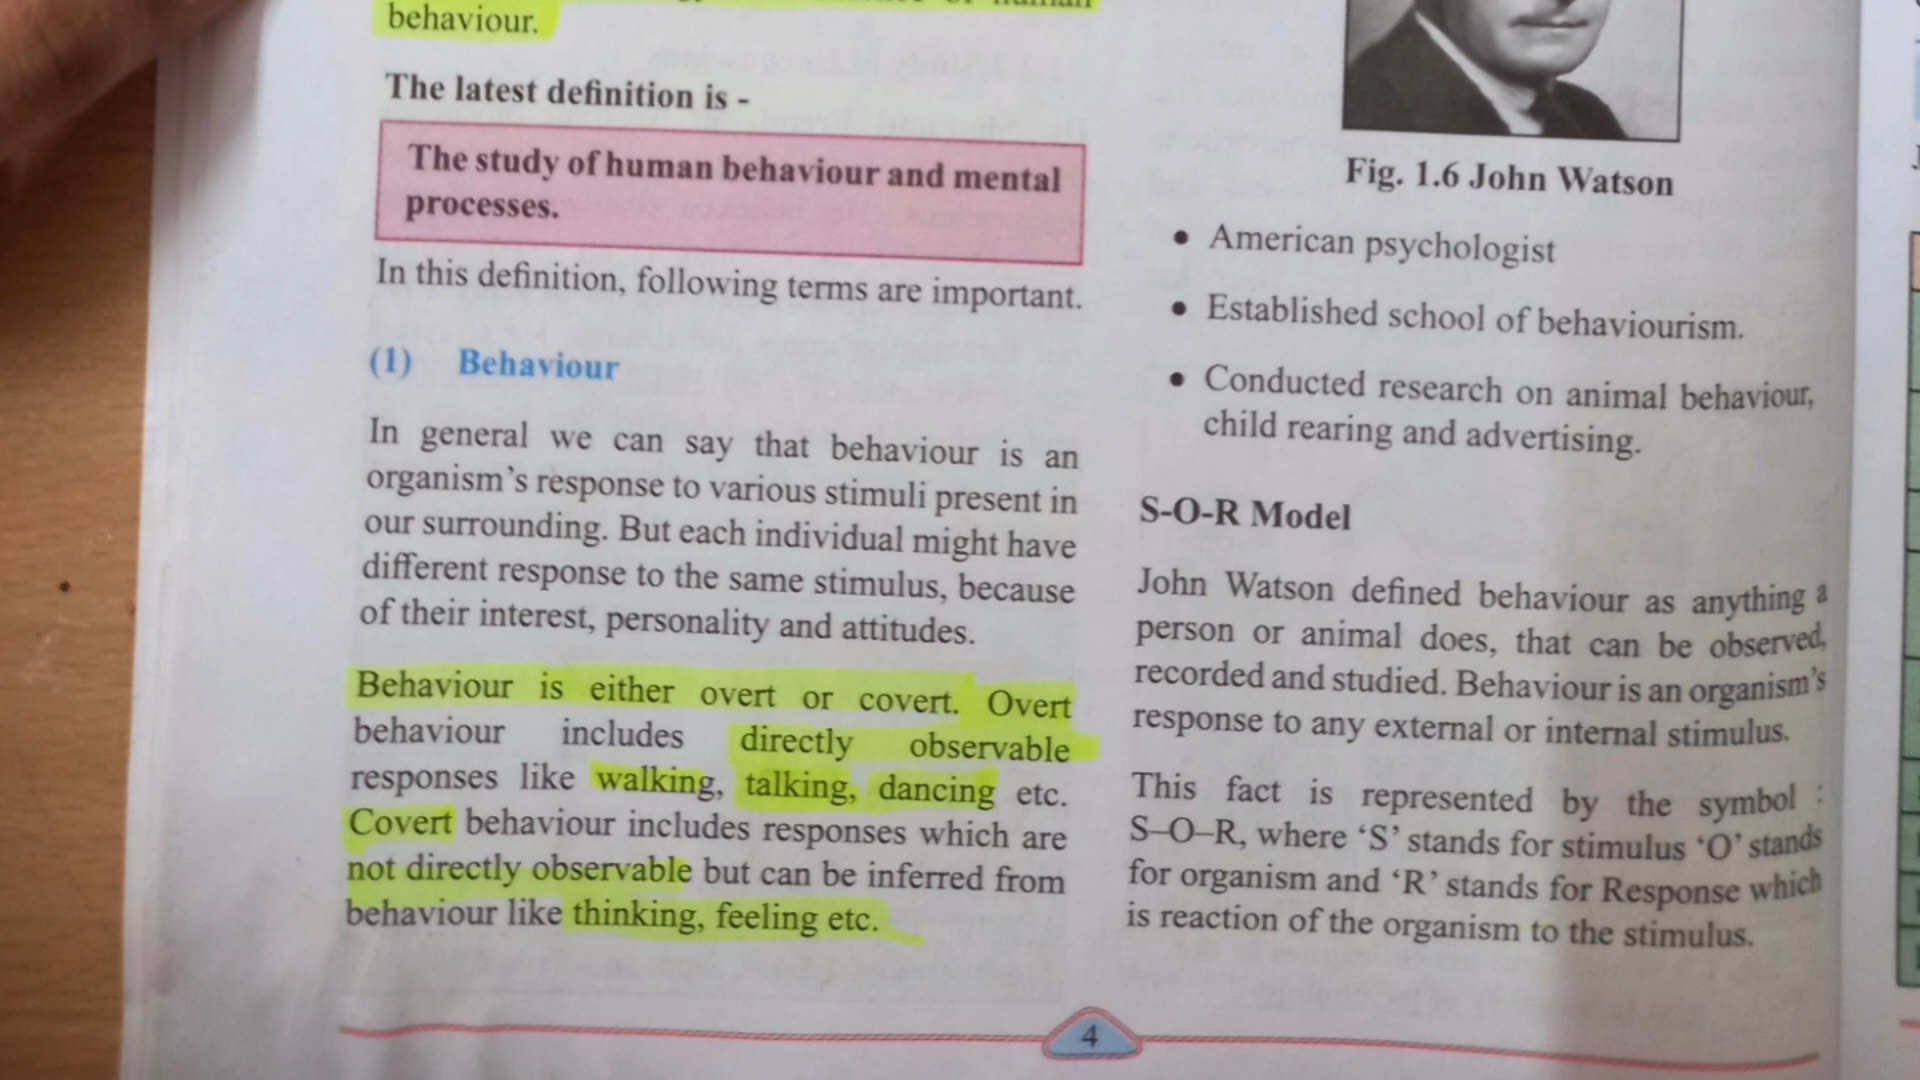 human
behaviour.
The latest definition is -
The study of human behaviour and mental
processes.
In this definition, following terms are important.
(1) Behaviour
In general we can say that behaviour is an
organism's response to various stimuli present in
our surrounding. But each individual might have
different response to the same stimulus, because
of their interest, personality and attitudes.
Behaviour is either overt or covert. Overt
behaviour includes directly observable
responses like walking, talking, dancing etc.
Covert behaviour includes responses which are
not directly observable but can be inferred from
behaviour like thinking, feeling etc.
Fig. 1.6 John Watson
• American psychologist
• Established school of behaviourism.
• Conducted research on animal behaviour,
child rearing and advertising.
S-O-R Model
John Watson defined behaviour as anything a
person or animal does, that can be observed,
recorded and studied. Behaviour is an organism's
response to any external or internal stimulus.
This fact is represented by the symbol :
S–O–R, where ‘S’ stands for stimulus ‘O’ stands
for organism and ‘R’ stands for Response which
is reaction of the organism to the stimulus.
4